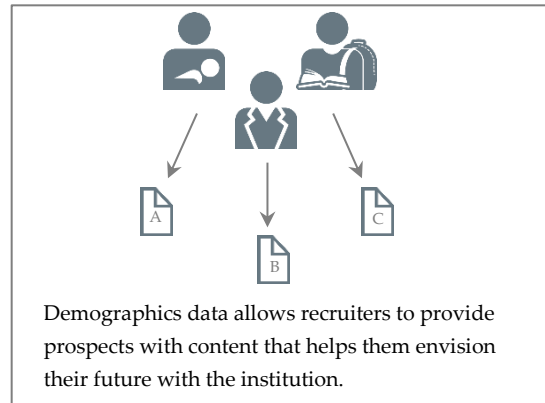 A
C
B
Demographics data allows recruiters to provide
prospects with content that helps them envision
their future with the institution.